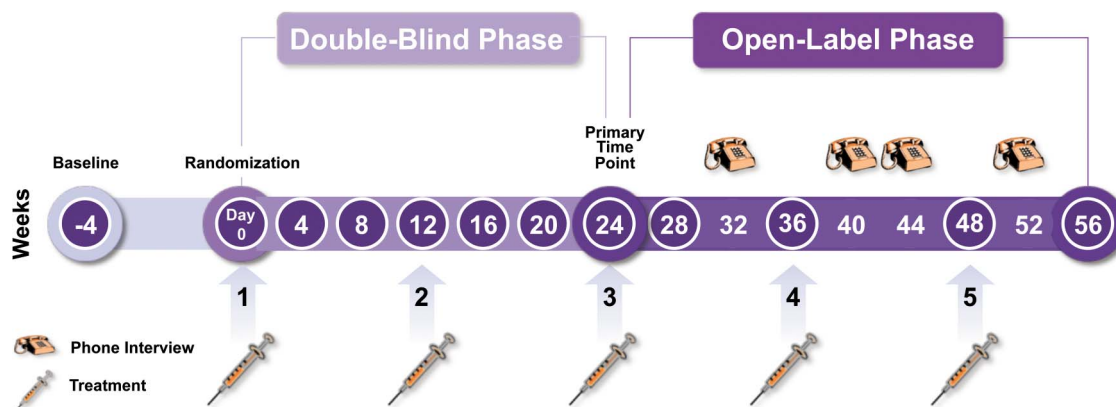 Double-Blind Phase
Open-Label Phase
Baseline
Randomization
Primary
Time
Point
Weeks
-4
Day
0
4
8
12
16
20
24
28
32
36
40
44
48
52
56
1
2
3
4
5
Phone Interview
Treatment